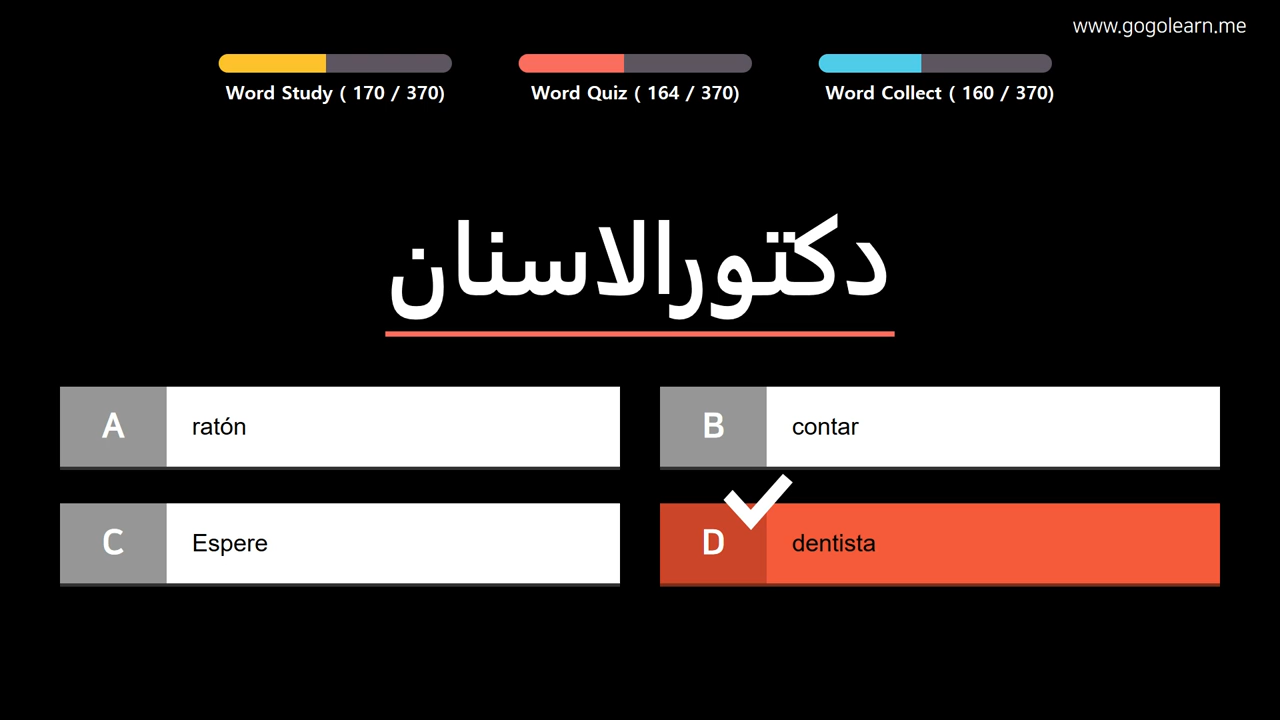 www.gogolearn.me
Word Study ( 170 / 370)
Word Quiz ( 164 / 370)
Word Collect ( 160 / 370)
دكتورالاسنان
A ratón
B contar
C Espere
D dentista